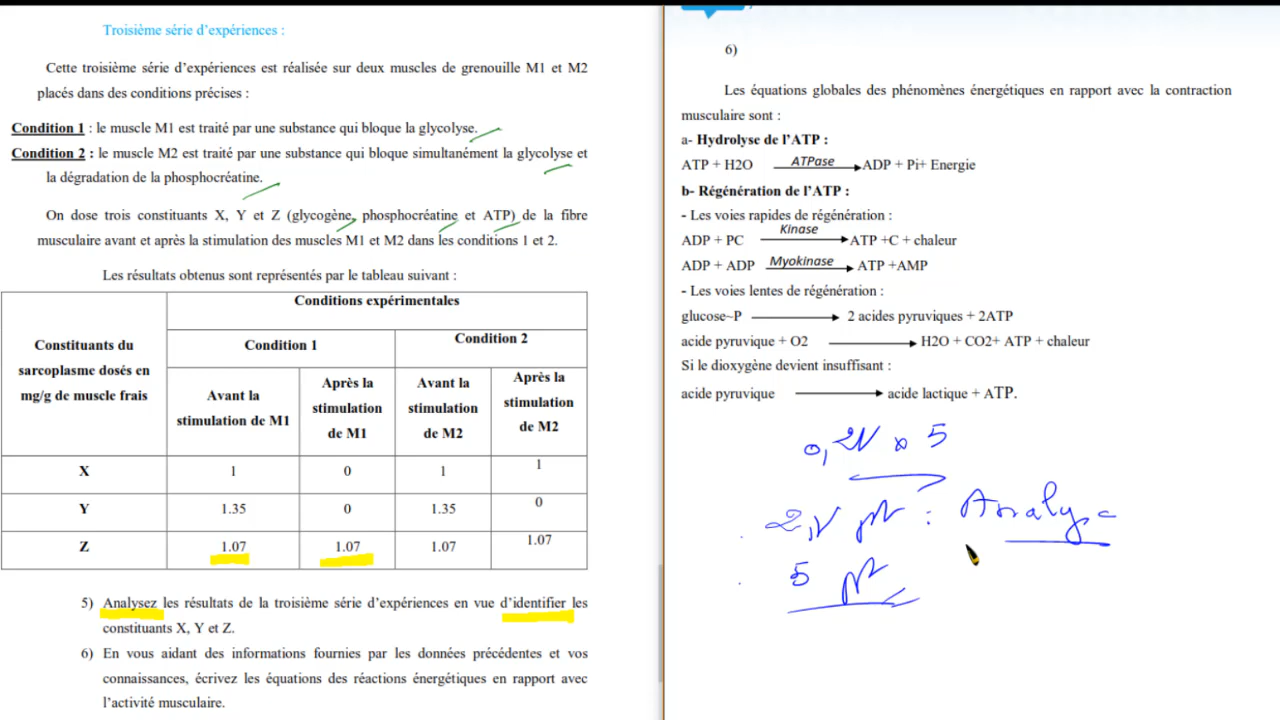 Troisième série d'expériences :
Cette troisième série d'expériences est réalisée sur deux muscles de grenouille M1 et M2
placés dans des conditions précises :
Condition 1 : le muscle M1 est traité par une substance qui bloque la glycolyse.
Condition 2 : le muscle M2 est traité par une substance qui bloque simultanément la glycolyse et
la dégradation de la phosphocréatine.
On dose trois constituants X, Y et Z (glycogène, phosphocréatine et ATP) de la fibre
musculaire avant et après la stimulation des muscles M1 et M2 dans les conditions 1 et 2.
Les résultats obtenus sont représentés par le tableau suivant :
Constituants du
sarcoplasme dosés en
mg/g de muscle frais
Conditions expérimentales
Condition 1
Condition 2
Avant la
stimulation de M1
Après la
stimulation
de M1
Avant la
stimulation
de M2
Après la
stimulation
de M2
X 1 0 1 1
Y 1.35 0 1.35 0
Z 1.07 1.07 1.07 1.07
5) Analysez les résultats de la troisième série d'expériences en vue d'identifier les
constituants X, Y et Z.
6) En vous aidant des informations fournies par les données précédentes et vos
connaissances, écrivez les équations des réactions énergétiques en rapport avec
l'activité musculaire.
6)
Les équations globales des phénomènes énergétiques en rapport avec la contraction
musculaire sont :
a- Hydrolyse de l'ATP :
ATP + H2O ATPase ADP + Pi+ Energie
b- Régénération de l'ATP :
- Les voies rapides de régénération :
ADP + PC Kinase ATP +C + chaleur
ADP + ADP Myokinase ATP +AMP
- Les voies lentes de régénération :
glucose~P 2 acides pyruviques + 2ATP
acide pyruvique + O2 H2O + CO2+ ATP + chaleur
Si le dioxygène devient insuffisant :
acide pyruvique acide lactique + ATP.
5
: Analyse
5